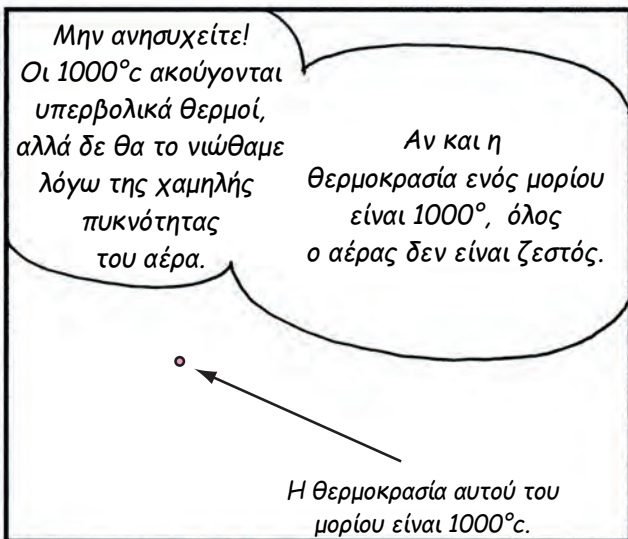 Μην ανησυχείτε!
Οι 1000°c ακούγονται
υπερβολικά θερμοί,
αλλά δε θα το νιώθαμε
λόγω της χαμηλής
πυκνότητας
του αέρα.
Αν και η
θερμοκρασία ενός μορίου
είναι 1000°, όλος
ο αέρας δεν είναι ζεστός.
Η θερμοκρασία αυτού του
μορίου είναι 1000°c.